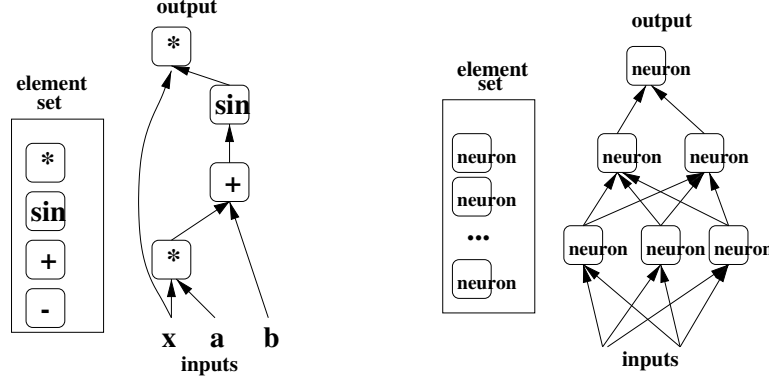 output
*
element
set
sin
*
sin
+
+
*
-
x a b
inputs
output
neuron
element
set
neuron
neuron neuron
neuron
...
neuron neuron neuron
neuron
inputs